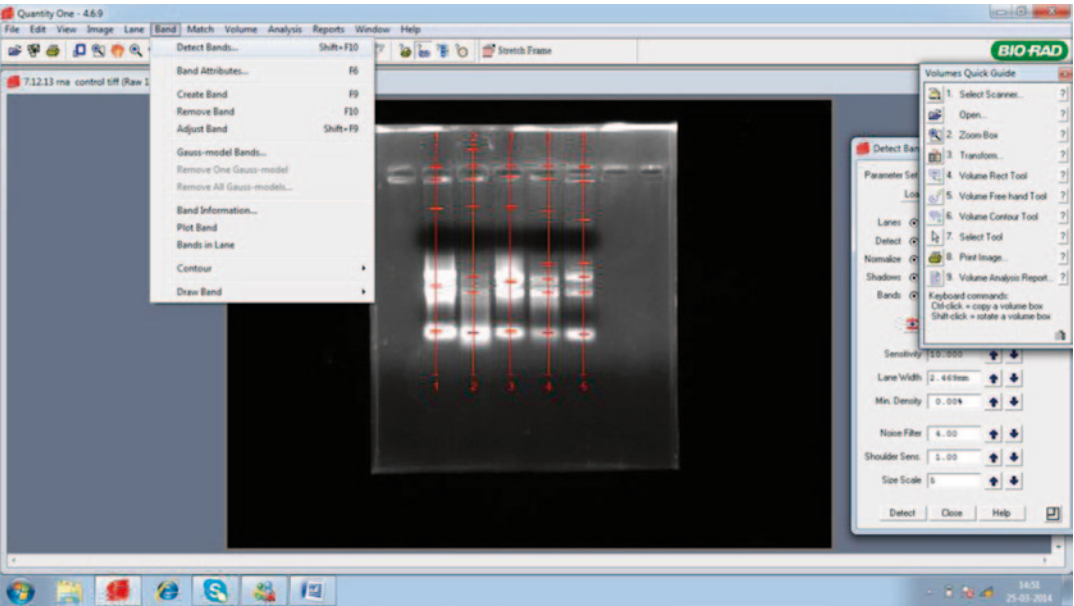 Quantity One - 4.6.9
File Edit View Image Lane Band Match Volume Analysis Reports Window Help
Stretch Frame
BIO-RAD
7.12.13 rna control tiff (Raw 1
Detect Bands... Shift+F10
Band Attributes... F6
Create Band F9
Remove Band F10
Adjust Band Shift+F9
Gauss-model Bands...
Remove One Gauss-model
Remove All Gauss-models...
Band Information...
Plot Band
Bands in Lane
Contour
Draw Band
1 2 3 4 5
Volumes Quick Guide
1. Select Scanner... ?
Open... ?
2. Zoom Box ?
3. Transform... ?
4. Volume Rect Tool ?
5. Volume Free hand Tool ?
6. Volume Contour Tool ?
7. Select Tool ?
8. Print Image... ?
9. Volume Analysis Report... ?
Keyboard commands:
Ctrl-click = copy a volume box
Shift-click = rotate a volume box
Detect Ban
Parameter Set
Loa
Lanes
Detect
Normalize
Shadows
Bands
Sensitivity 10.000
Lane Width 2.469mm
Min. Density 0.00%
Noise Filter 4.00
Shoulder Sens. 1.00
Size Scale 5
Detect Close Help
14:51
25-03-2014